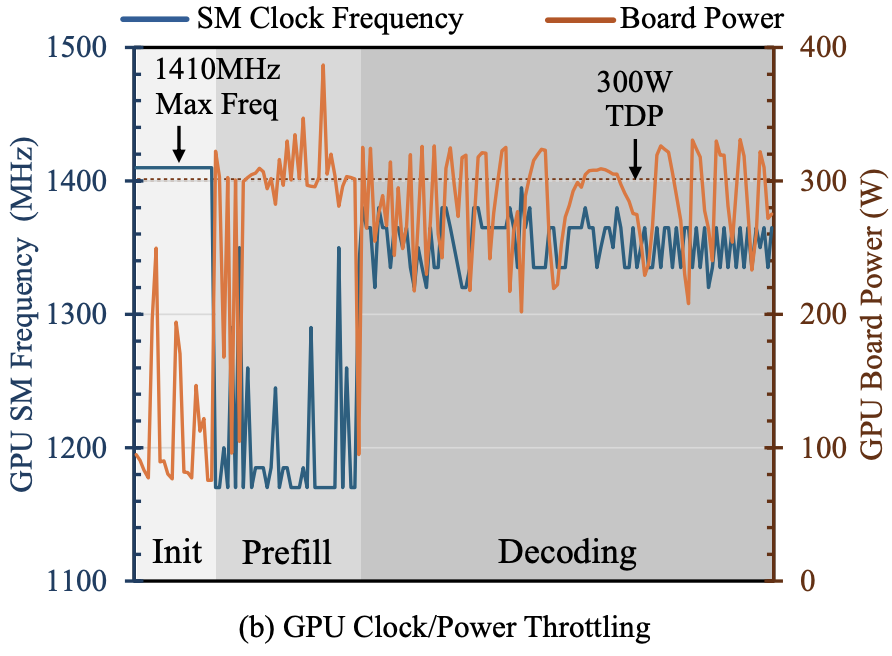 SM Clock Frequency
Board Power
1500
1400
1300
1200
1100
GPU SM Frequency (MHz)
1410MHz
Max Freq
300W
TDP
Init
Prefill
Decoding
400
300
200
100
0
GPU Board Power (W)
(b) GPU Clock/Power Throttling